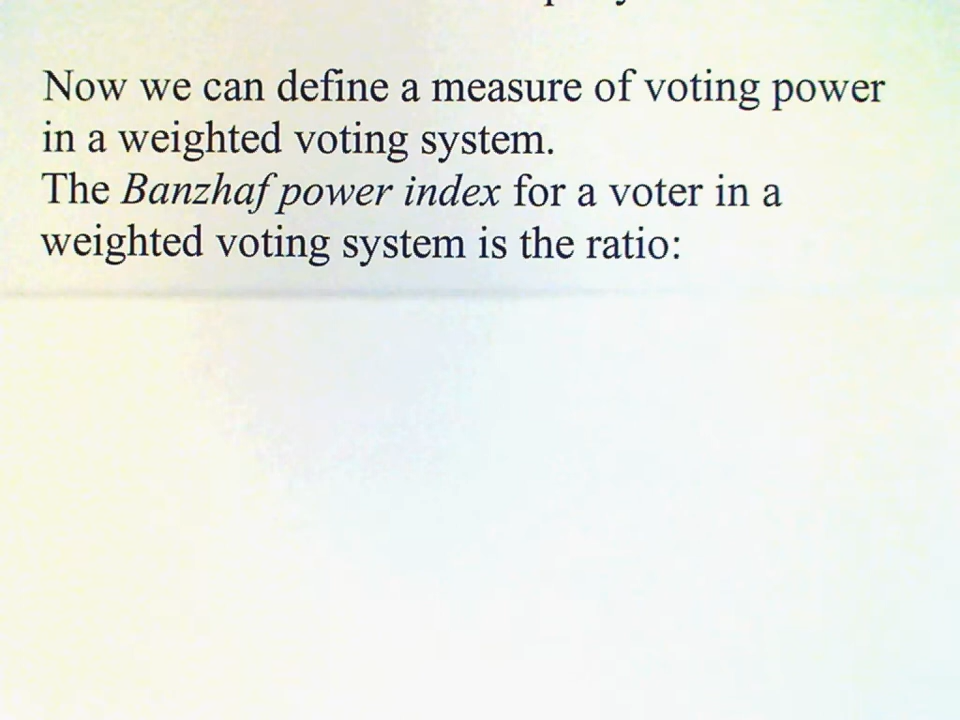 Now we can define a measure of voting power
in a weighted voting system.
The Banzhaf power index for a voter in a
weighted voting system is the ratio: